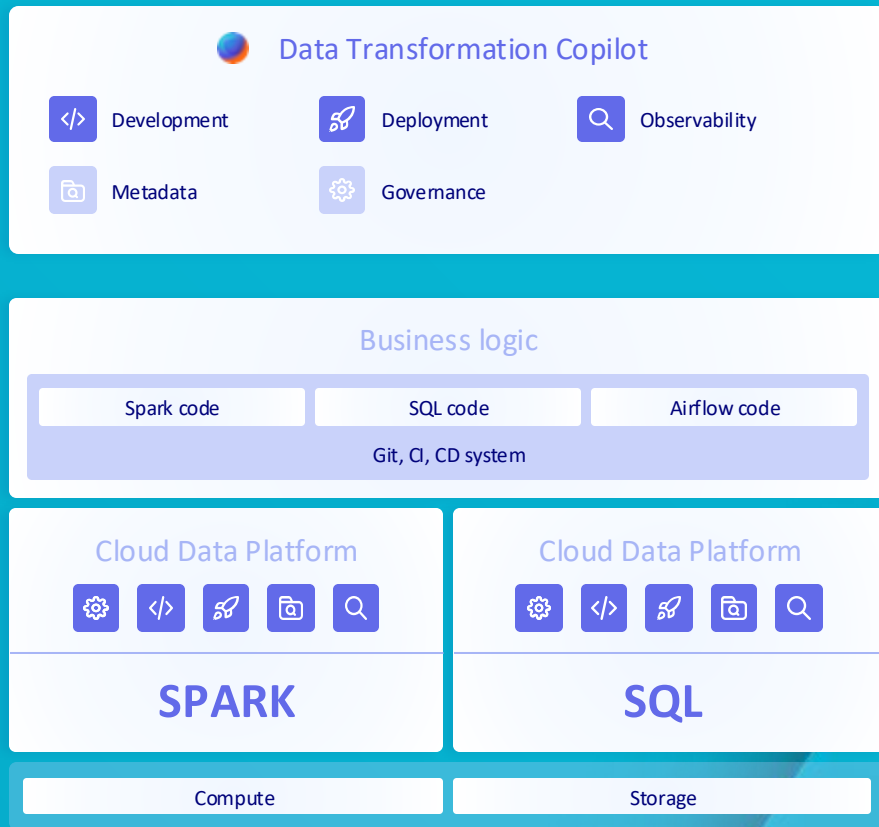 Data Transformation Copilot
Development
Deployment
Observability
Metadata
Governance
Business logic
Spark code
SQL code
Airflow code
Git, CI, CD system
Cloud Data Platform
Cloud Data Platform
SPARK
SQL
Compute
Storage